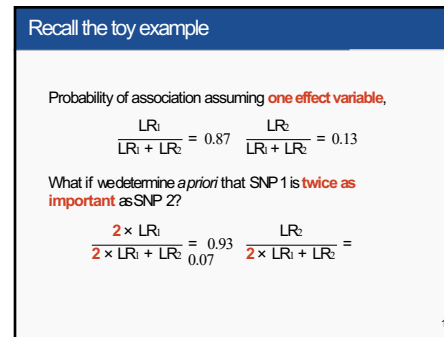 Recall the toy example
Probability of association assuming one effect variable,
LR₁ / LR₁ + LR₂ = 0.87 LR₂ / LR₁ + LR₂ = 0.13
What if we determine a priori that SNP 1 is twice as
important as SNP 2?
2 × LR₁ / 2 × LR₁ + LR₂ = 0.93 LR₂ / 2 × LR₁ + LR₂ =
0.07